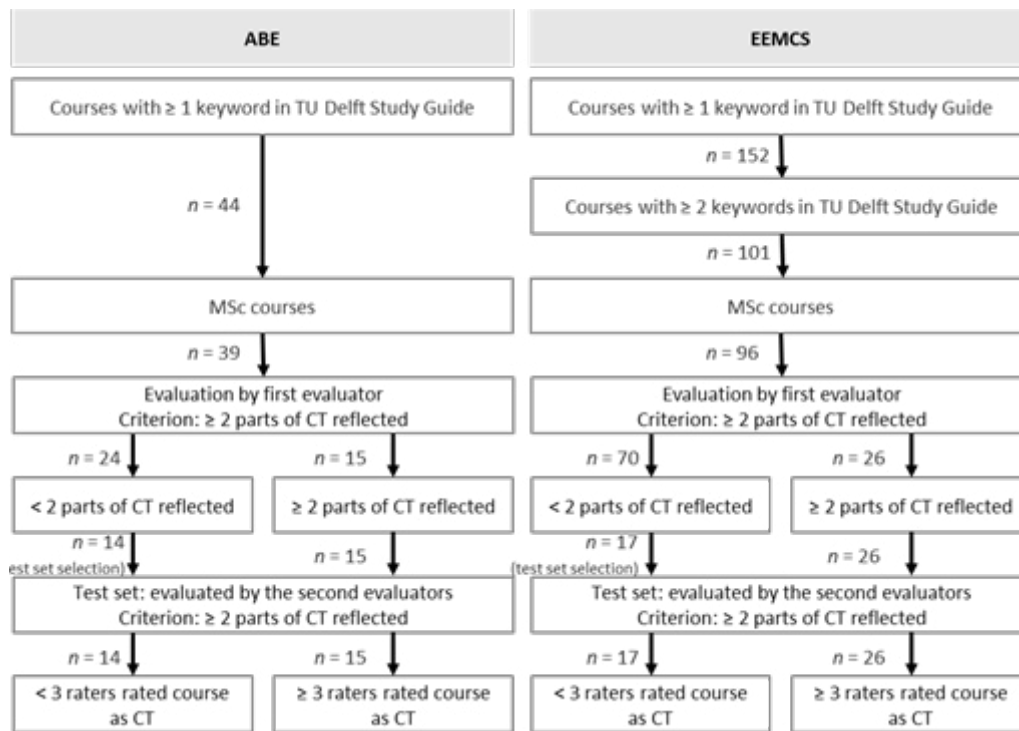 ABE
Courses with ≥ 1 keyword in TU Delft Study Guide
n = 44
MSc courses
n = 39
Evaluation by first evaluator
Criterion: ≥ 2 parts of CT reflected
n = 24
n = 15
< 2 parts of CT reflected
≥ 2 parts of CT reflected
n = 14
est set selection)
n = 15
Test set: evaluated by the second evaluators
Criterion: ≥ 2 parts of CT reflected
n = 14
n = 15
< 3 raters rated course
as CT
≥ 3 raters rated course
as CT
EEMCS
Courses with ≥ 1 keyword in TU Delft Study Guide
n = 152
Courses with ≥ 2 keywords in TU Delft Study Guide
n = 101
MSc courses
n = 96
Evaluation by first evaluator
Criterion: ≥ 2 parts of CT reflected
n = 70
n = 26
< 2 parts of CT reflected
≥ 2 parts of CT reflected
n = 17
(test set selection)
n = 26
Test set: evaluated by the second evaluators
Criterion: ≥ 2 parts of CT reflected
n = 17
n = 26
< 3 raters rated course
as CT
≥ 3 raters rated course
as CT